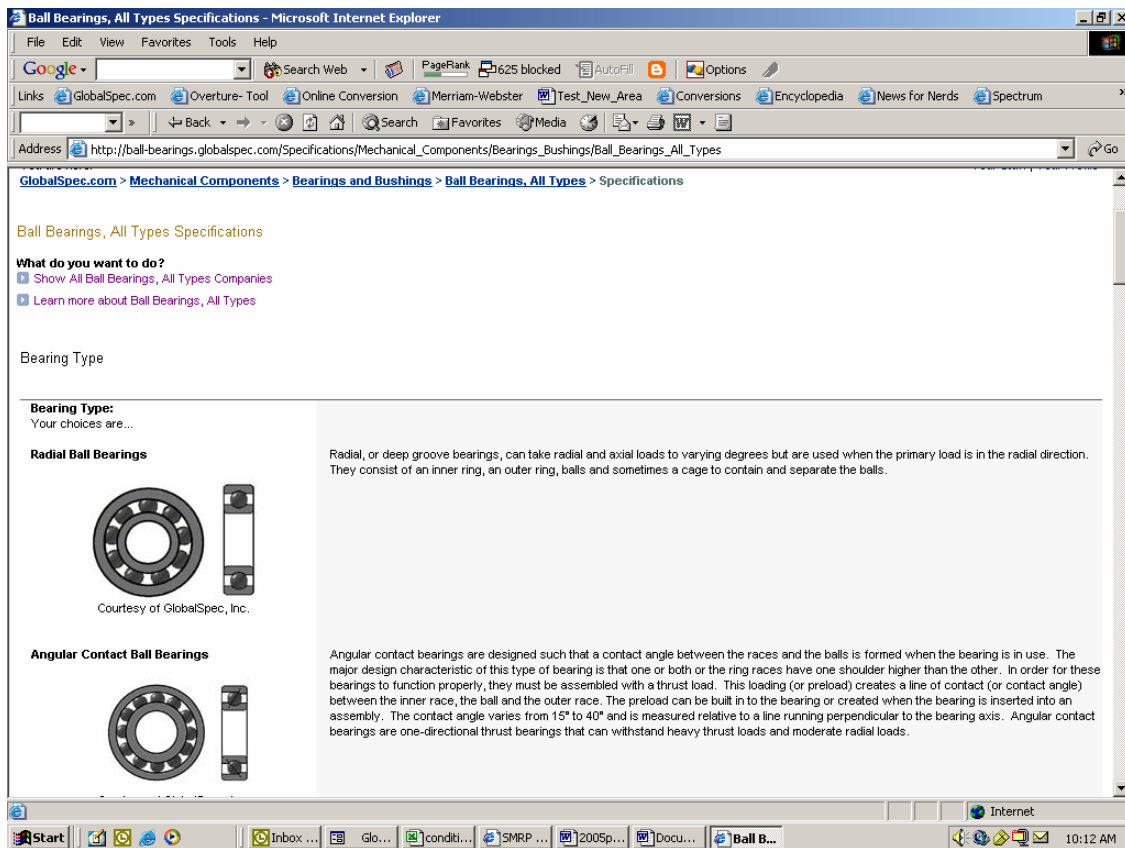 Ball Bearings, All Types Specifications - Microsoft Internet Explorer
File Edit View Favorites Tools Help
Google Search Web PageRank 625 blocked AutoFill Options
Links GlobalSpec.com Overture- Tool Online Conversion Merriam-Webster Test_New_Area Conversions Encyclopedia News for Nerds Spectrum »
» Back Search Favorites Media
Address http://ball-bearings.globalspec.com/Specifications/Mechanical_Components/Bearings_Bushings/Ball_Bearings_All_Types Go
GlobalSpec.com > Mechanical Components > Bearings and Bushings > Ball Bearings, All Types > Specifications
Ball Bearings, All Types Specifications
What do you want to do?
Show All Ball Bearings, All Types Companies
Learn more about Ball Bearings, All Types
Bearing Type
Bearing Type:
Your choices are...
Radial Ball Bearings
Radial, or deep groove bearings, can take radial and axial loads to varying degrees but are used when the primary load is in the radial direction.
They consist of an inner ring, an outer ring, balls and sometimes a cage to contain and separate the balls.
Courtesy of GlobalSpec, Inc.
Angular Contact Ball Bearings
Angular contact bearings are designed such that a contact angle between the races and the balls is formed when the bearing is in use. The
major design characteristic of this type of bearing is that one or both or the ring races have one shoulder higher than the other. In order for these
bearings to function properly, they must be assembled with a thrust load. This loading (or preload) creates a line of contact (or contact angle)
between the inner race, the ball and the outer race. The preload can be built in to the bearing or created when the bearing is inserted into an
assembly. The contact angle varies from 15° to 40° and is measured relative to a line running perpendicular to the bearing axis. Angular contact
bearings are one-directional thrust bearings that can withstand heavy thrust loads and moderate radial loads.
Internet
Start Inbox ... Glo... conditi... SMRP ... 2005p... Docu... Ball B... 10:12 AM